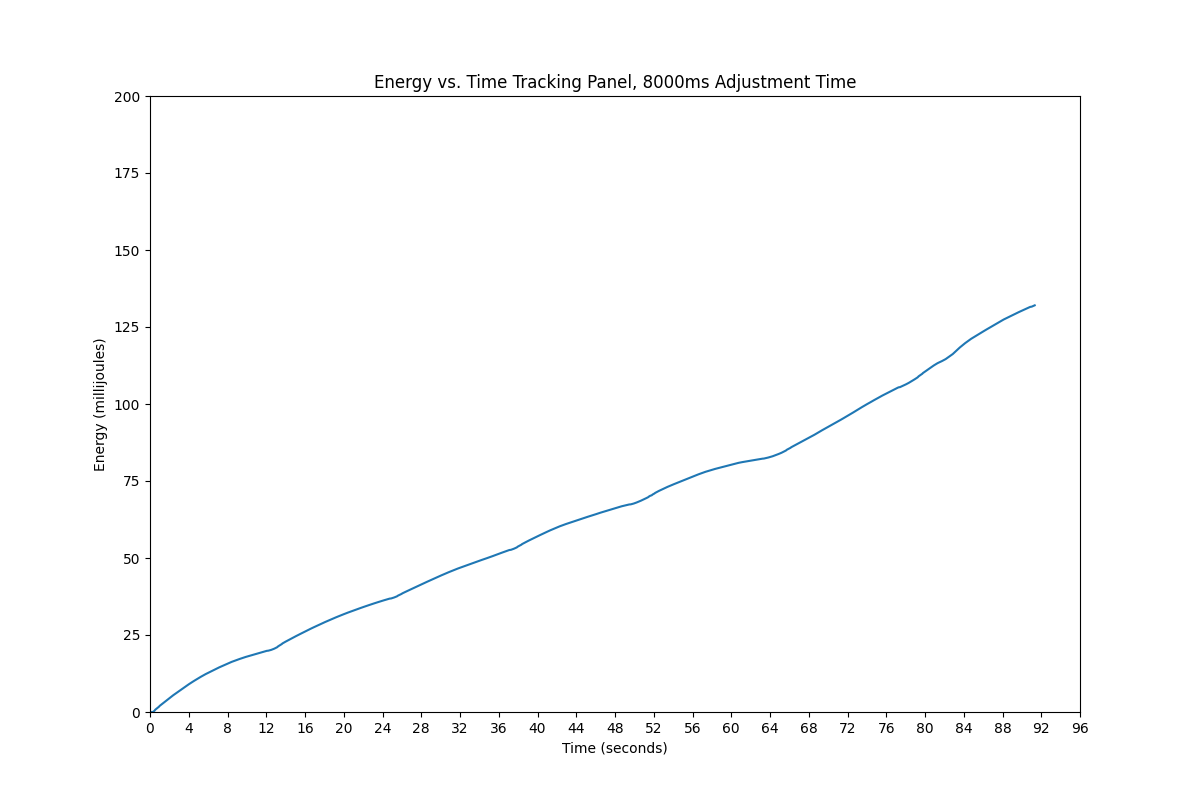 Energy vs. Time Tracking Panel, 8000ms Adjustment Time
200
175
150
125
100
75
50
25
0
Energy (millijoules)
0 4 8 12 16 20 24 28 32 36 40 44 48 52 56 60 64 68 72 76 80 84 88 92 96
Time (seconds)